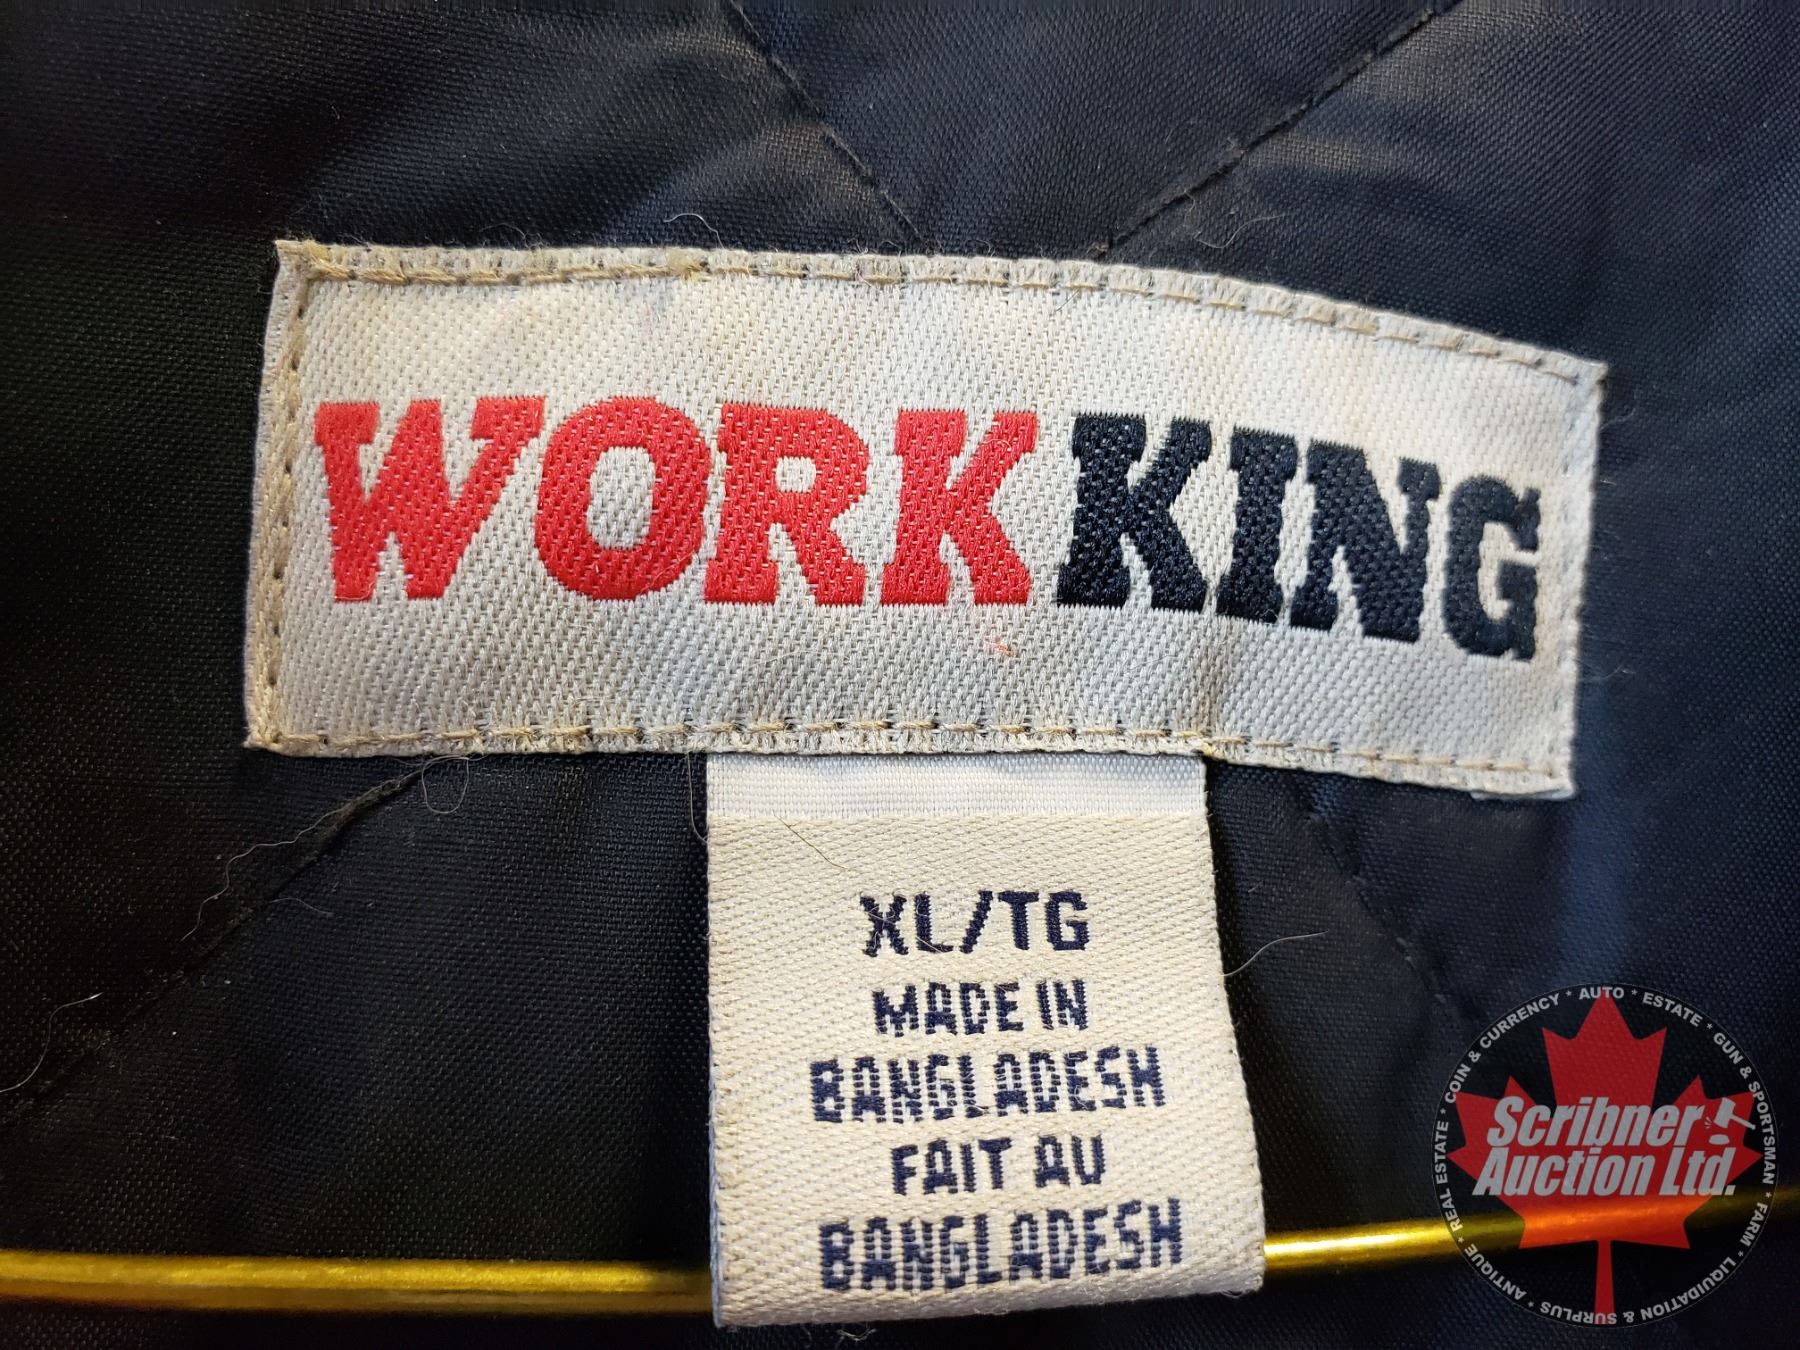 WORKKING
XL/TG
MADE IN
BANGLADESH
FAIT AU
BANGLADESH
Scribner
Auction Ltd.
COIN & CURRENCY * AUTO * ESTATE * GUN & SPORTSMAN * FARM * LIQUIDATION & SURPLUS * ANTIQUE * REAL ESTATE *